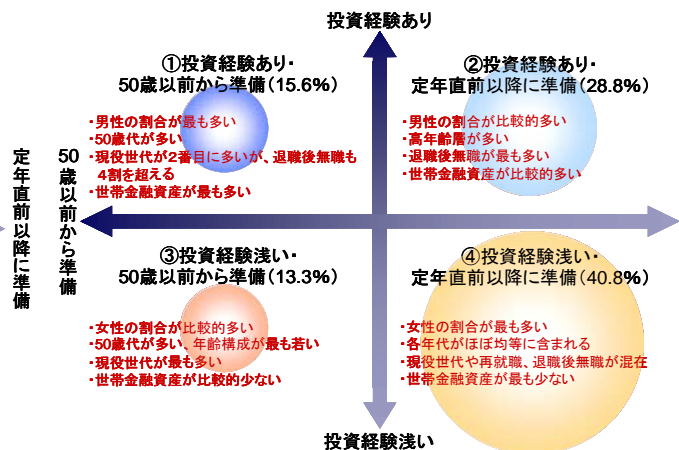 投資経験あり
①投資経験あり・
50歳以前から準備(15.6%)
・男性の割合が最も多い
・50歳代が多い
・現役世代が2番目に多いが、退職後無職も
4割を超える
・世帯金融資産が最も多い
②投資経験あり・
定年直前以降に準備(28.8%)
・男性の割合が比較的多い
・高年齢層が多い
・退職後無職が最も多い
・世帯金融資産が比較的多い
50歳以前から準備
定年直前以降に準備
③投資経験浅い・
50歳以前から準備(13.3%)
・女性の割合が比較的多い
・50歳代が多い、年齢構成が最も若い
・現役世代が最も多い
・世帯金融資産が比較的少ない
④投資経験浅い・
定年直前以降に準備(40.8%)
・女性の割合が最も多い
・各年代がほぼ均等に含まれる
・現役世代や再就職、退職後無職が混在
・世帯金融資産が最も少ない
投資経験浅い